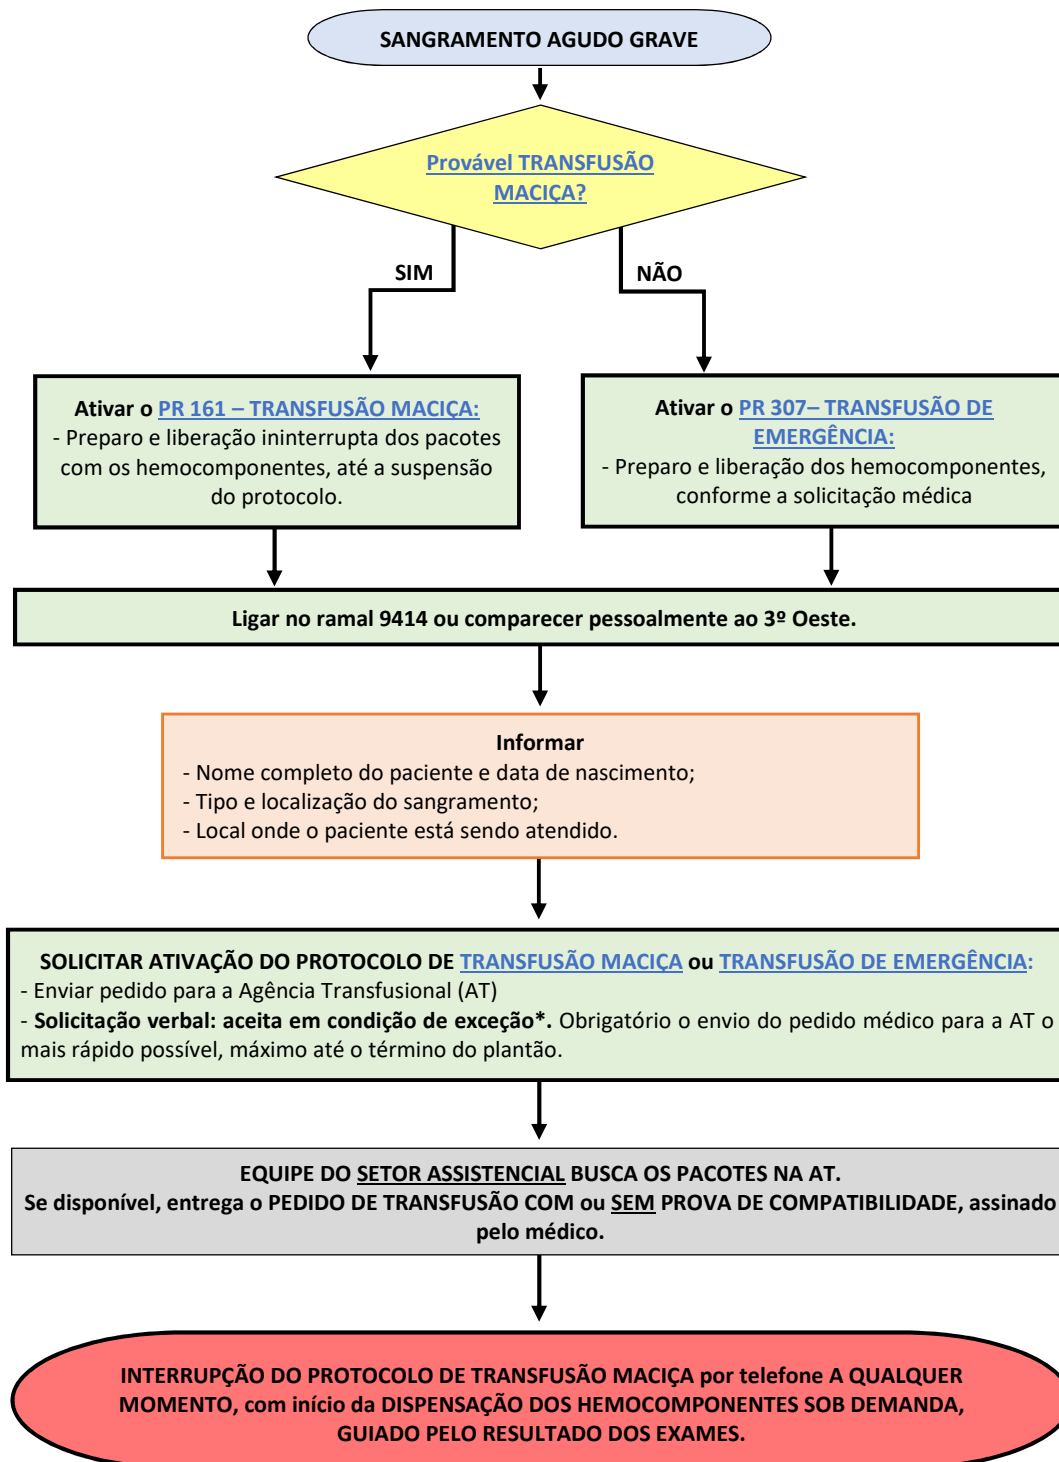 SANGRAMENTO AGUDO GRAVE
Provável TRANSFUSÃO
MACIÇA?
SIM
NÃO
Ativar o PR 161 – TRANSFUSÃO MACIÇA:
- Preparo e liberação ininterrupta dos pacotes
com os hemocomponentes, até a suspensão
do protocolo.
Ativar o PR 307– TRANSFUSÃO DE
EMERGÊNCIA:
- Preparo e liberação dos hemocomponentes,
conforme a solicitação médica
Ligar no ramal 9414 ou comparecer pessoalmente ao 3º Oeste.
Informar
- Nome completo do paciente e data de nascimento;
- Tipo e localização do sangramento;
- Local onde o paciente está sendo atendido.
SOLICITAR ATIVAÇÃO DO PROTOCOLO DE TRANSFUSÃO MACIÇA ou TRANSFUSÃO DE EMERGÊNCIA:
- Enviar pedido para a Agência Transfusional (AT)
- Solicitação verbal: aceita em condição de exceção*. Obrigatório o envio do pedido médico para a AT o
mais rápido possível, máximo até o término do plantão.
EQUIPE DO SETOR ASSISTENCIAL BUSCA OS PACOTES NA AT.
Se disponível, entrega o PEDIDO DE TRANSFUSÃO COM ou SEM PROVA DE COMPATIBILIDADE, assinado
pelo médico.
INTERRUPÇÃO DO PROTOCOLO DE TRANSFUSÃO MACIÇA por telefone A QUALQUER
MOMENTO, com início da DISPENSAÇÃO DOS HEMOCOMPONENTES SOB DEMANDA,
GUIADO PELO RESULTADO DOS EXAMES.